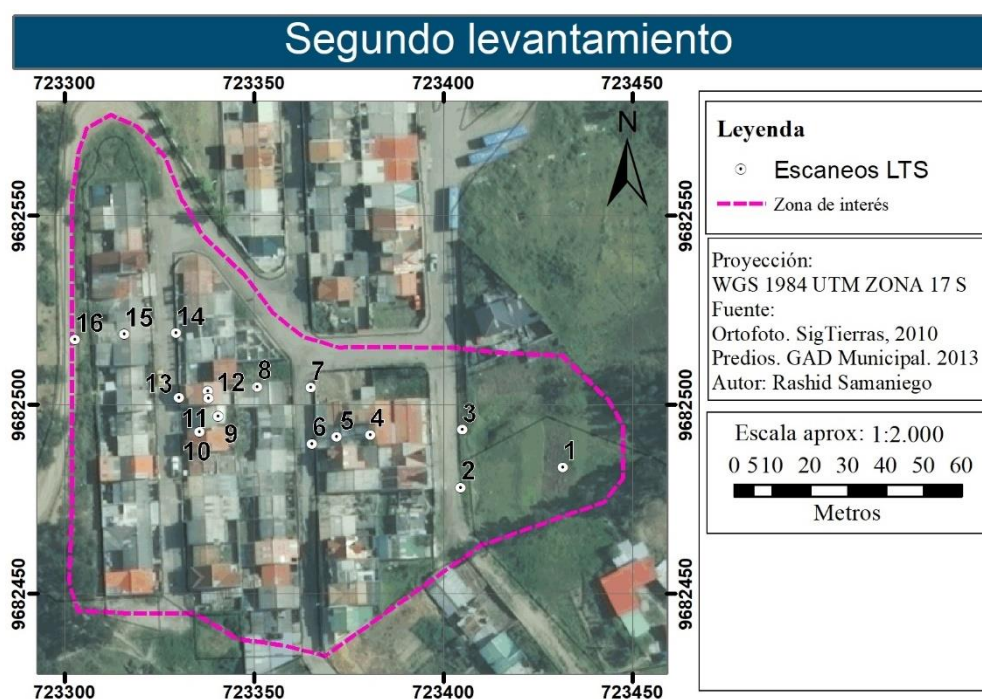 Segundo levantamiento
723300 723350 723400 723450
N
9682550
9682550
16 15 14
13 12 8 7
9682500
9682500
11 9 6 5 4 3
10 2 1
9682450
9682450
723300 723350 723400 723450
Leyenda
Escaneos LTS
Zona de interés
Proyección:
WGS 1984 UTM ZONA 17 S
Fuente:
Ortofoto. SigTierras, 2010
Predios. GAD Municipal. 2013
Autor: Rashid Samaniego
Escala aprox: 1:2.000
0 510 20 30 40 50 60
Metros